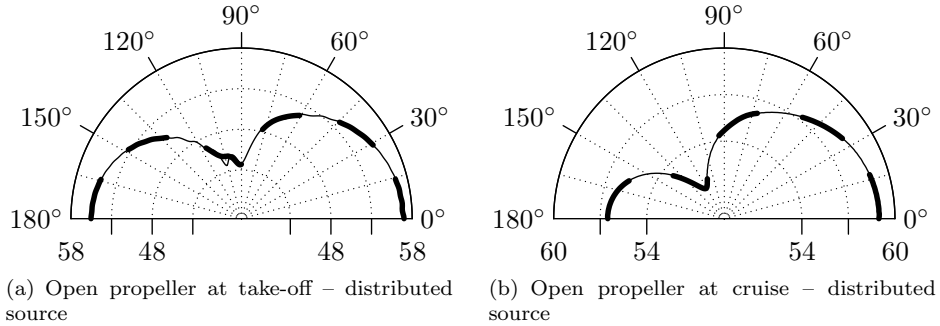 90°
120° 60°
150° 30°
180° 0°
58 48 48 58
(a) Open propeller at take-off – distributed
source
90°
120° 60°
150° 30°
180° 0°
60 54 54 60
(b) Open propeller at cruise – distributed
source